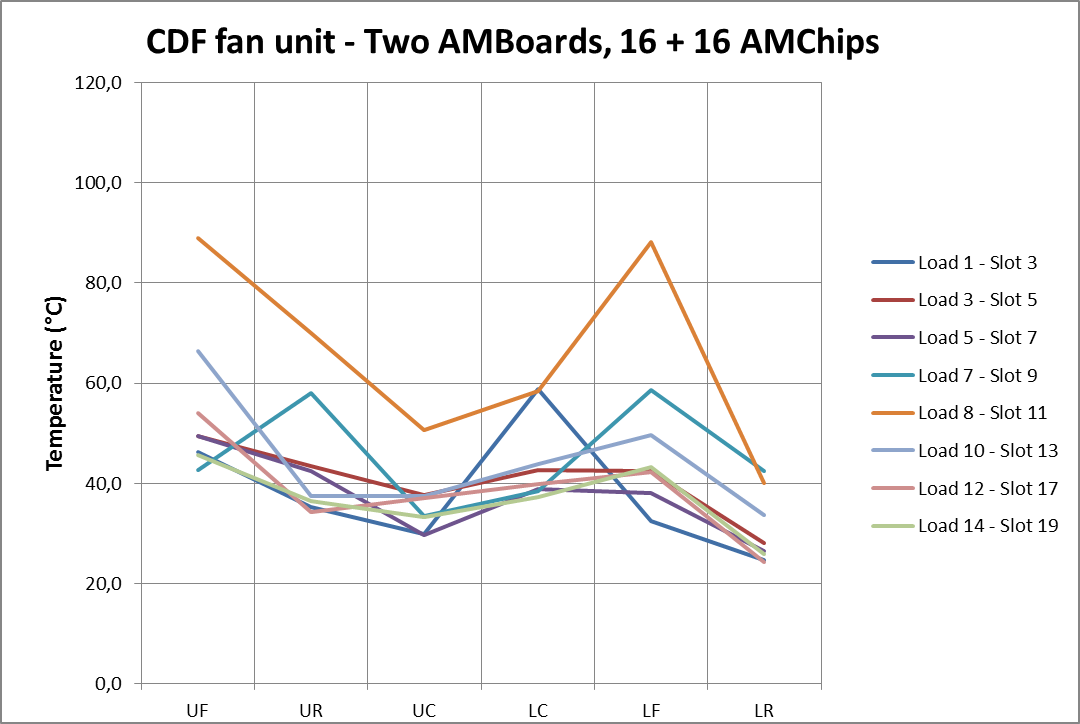 CDF fan unit - Two AMBoards, 16 + 16 AMChips
Temperature (°C)
120,0
100,0
80,0
60,0
40,0
20,0
0,0
UF UR UC LC LF LR
Load 1 - Slot 3
Load 3 - Slot 5
Load 5 - Slot 7
Load 7 - Slot 9
Load 8 - Slot 11
Load 10 - Slot 13
Load 12 - Slot 17
Load 14 - Slot 19